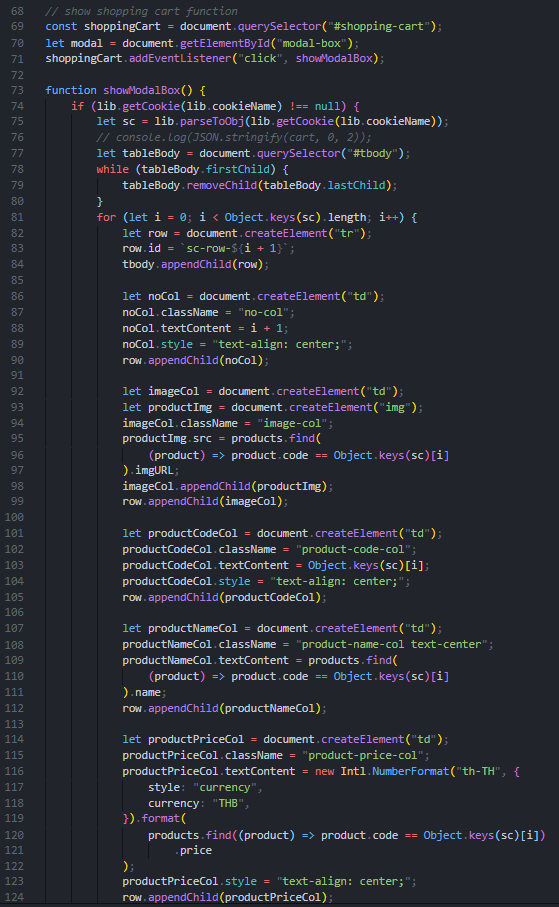 68 // show shopping cart function
69 const shoppingCart = document.querySelector("#shopping-cart");
70 let modal = document.getElementById("modal-box");
71 shoppingCart.addEventListener("click", showModalBox);
72
73 function showModalBox() {
74 if (lib.getCookie(lib.cookieName) !== null) {
75 let sc = lib.parseToObj(lib.getCookie(lib.cookieName));
76 // console.log(JSON.stringify(cart, 0, 2));
77 let tableBody = document.querySelector("#tbody");
78 while (tableBody.firstChild) {
79 tableBody.removeChild(tableBody.lastChild);
80 }
81 for (let i = 0; i < Object.keys(sc).length; i++) {
82 let row = document.createElement("tr");
83 row.id = `sc-row-${i + 1}`;
84 tbody.appendChild(row);
85
86 let noCol = document.createElement("td");
87 noCol.className = "no-col";
88 noCol.textContent = i + 1;
89 noCol.style = "text-align: center;";
90 row.appendChild(noCol);
91
92 let imageCol = document.createElement("td");
93 let productImg = document.createElement("img");
94 imageCol.className = "image-col";
95 productImg.src = products.find(
96 (product) => product.code == Object.keys(sc)[i]
97 ).imgURL;
98 imageCol.appendChild(productImg);
99 row.appendChild(imageCol);
100
101 let productCodeCol = document.createElement("td");
102 productCodeCol.className = "product-code-col";
103 productCodeCol.textContent = Object.keys(sc)[i];
104 productCodeCol.style = "text-align: center;";
105 row.appendChild(productCodeCol);
106
107 let productNameCol = document.createElement("td");
108 productNameCol.className = "product-name-col text-center";
109 productNameCol.textContent = products.find(
110 (product) => product.code == Object.keys(sc)[i]
111 ).name;
112 row.appendChild(productNameCol);
113
114 let productPriceCol = document.createElement("td");
115 productPriceCol.className = "product-price-col";
116 productPriceCol.textContent = new Intl.NumberFormat("th-TH", {
117 style: "currency",
118 currency: "THB",
119 }).format(
120 products.find((product) => product.code == Object.keys(sc)[i])
121 .price
122 );
123 productPriceCol.style = "text-align: center;";
124 row.appendChild(productPriceCol);